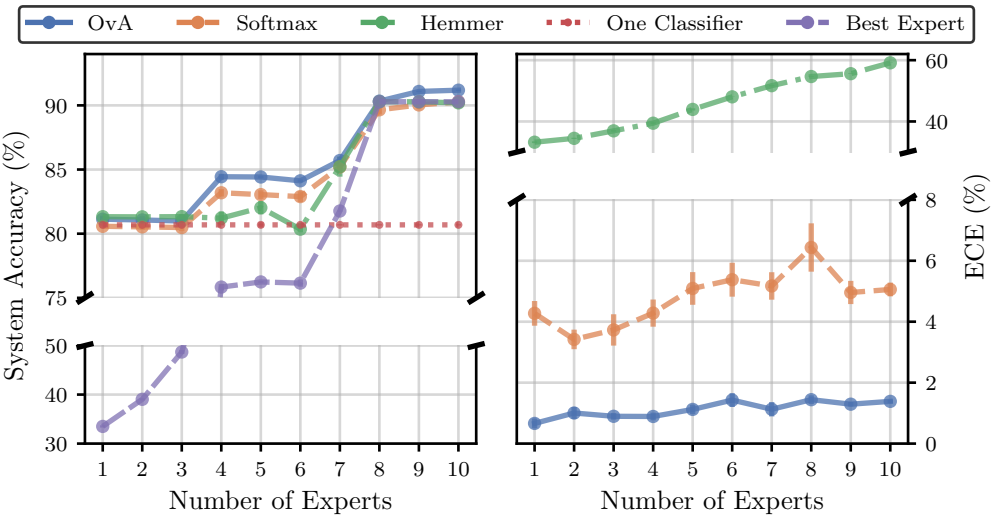 OvA Softmax Hemmer One Classifier Best Expert
System Accuracy (%)
90
85
80
75
50
40
30
1 2 3 4 5 6 7 8 9 10
Number of Experts
60
40
8
6
4
2
0
ECE (%)
1 2 3 4 5 6 7 8 9 10
Number of Experts